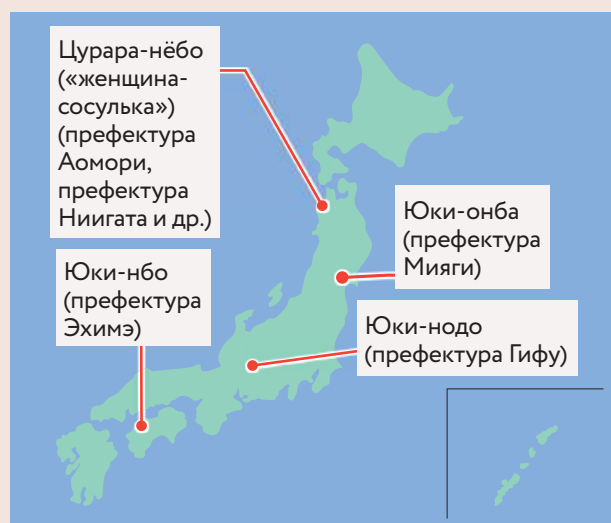 Цурара-нёбо
(«женщина-
сосулька»)
(префектура
Аомори,
префектура
Ниигата и др.)
Юки-онба
(префектура
Мияги)
Юки-нбо
(префектура
Эхимэ)
Юки-нодо
(префектура Гифу)